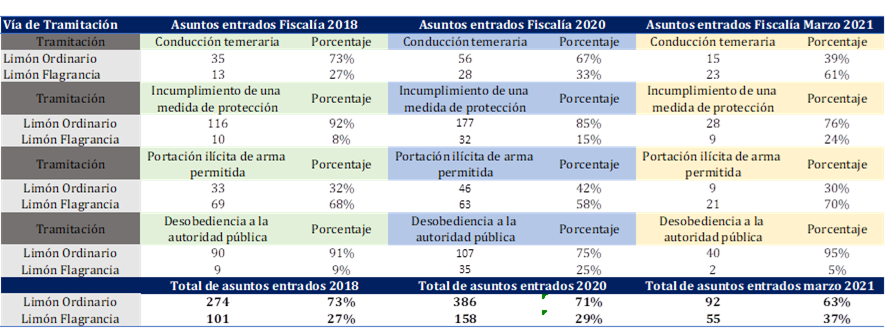 Vía de Tramitación Asuntos entrados Fiscalía 2018 Asuntos entrados Fiscalía 2020 Asuntos entrados Fiscalía Marzo 2021
Tramitación Conducción temeraria Porcentaje Conducción temeraria Porcentaje Conducción temeraria Porcentaje
Limón Ordinario 35 73% 56 67% 15 39%
Limón Flagrancia 13 27% 28 33% 23 61%
Tramitación Incumplimiento de una medida de protección Porcentaje Incumplimiento de una medida de protección Porcentaje Incumplimiento de una medida de protección Porcentaje
Limón Ordinario 116 92% 177 85% 28 76%
Limón Flagrancia 10 8% 32 15% 9 24%
Tramitación Portación ilícita de arma permitida Porcentaje Portación ilícita de arma permitida Porcentaje Portación ilícita de arma permitida Porcentaje
Limón Ordinario 33 32% 46 42% 9 30%
Limón Flagrancia 69 68% 63 58% 21 70%
Tramitación Desobediencia a la autoridad pública Porcentaje Desobediencia a la autoridad pública Porcentaje Desobediencia a la autoridad pública Porcentaje
Limón Ordinario 90 91% 107 75% 40 95%
Limón Flagrancia 9 9% 35 25% 2 5%
Total de asuntos entrados 2018 Total de asuntos entrados 2020 Total de asuntos entrados marzo 2021
Limón Ordinario 274 73% 386 71% 92 63%
Limón Flagrancia 101 27% 158 29% 55 37%